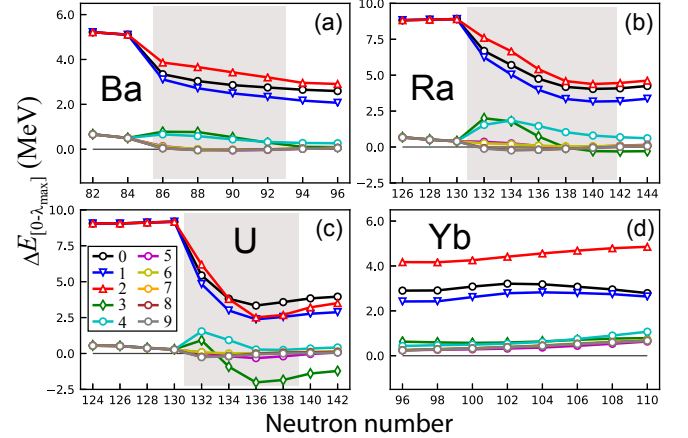 6.0
4.0
2.0
0.0
82 84 86 88 90 92 94 96
Ba
(a)
10.0
7.5
5.0
2.5
0.0
−2.5
126 128 130 132 134 136 138 140 142 144
Ra
(b)
ΔE[0-λmax] (MeV)
10.0
7.5
5.0
2.5
0.0
−2.5
124 126 128 130 132 134 136 138 140 142
U
(c)
0 5
1 6
2 7
3 8
4 9
6.0
4.0
2.0
0.0
96 98 100 102 104 106 108 110
Yb
(d)
Neutron number